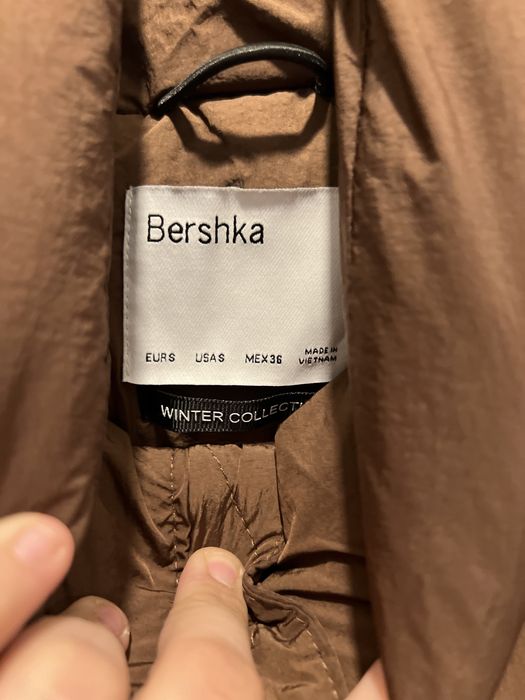 Bershka
EUR S USA S MEX 36 MADE IN
VIETNAM
WINTER